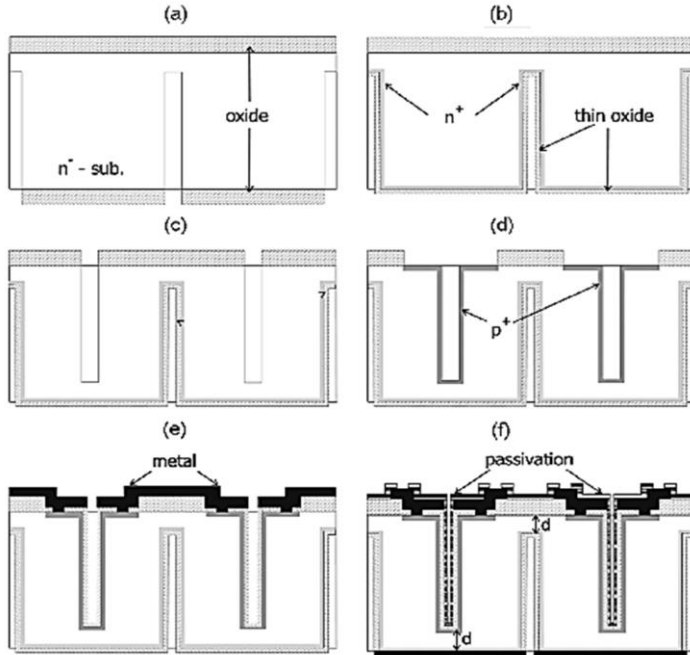 (a)
(b)
oxide
n⁻ - sub.
n⁺
thin oxide
(c)
(d)
p⁺
(e)
(f)
metal
passivation
d
d